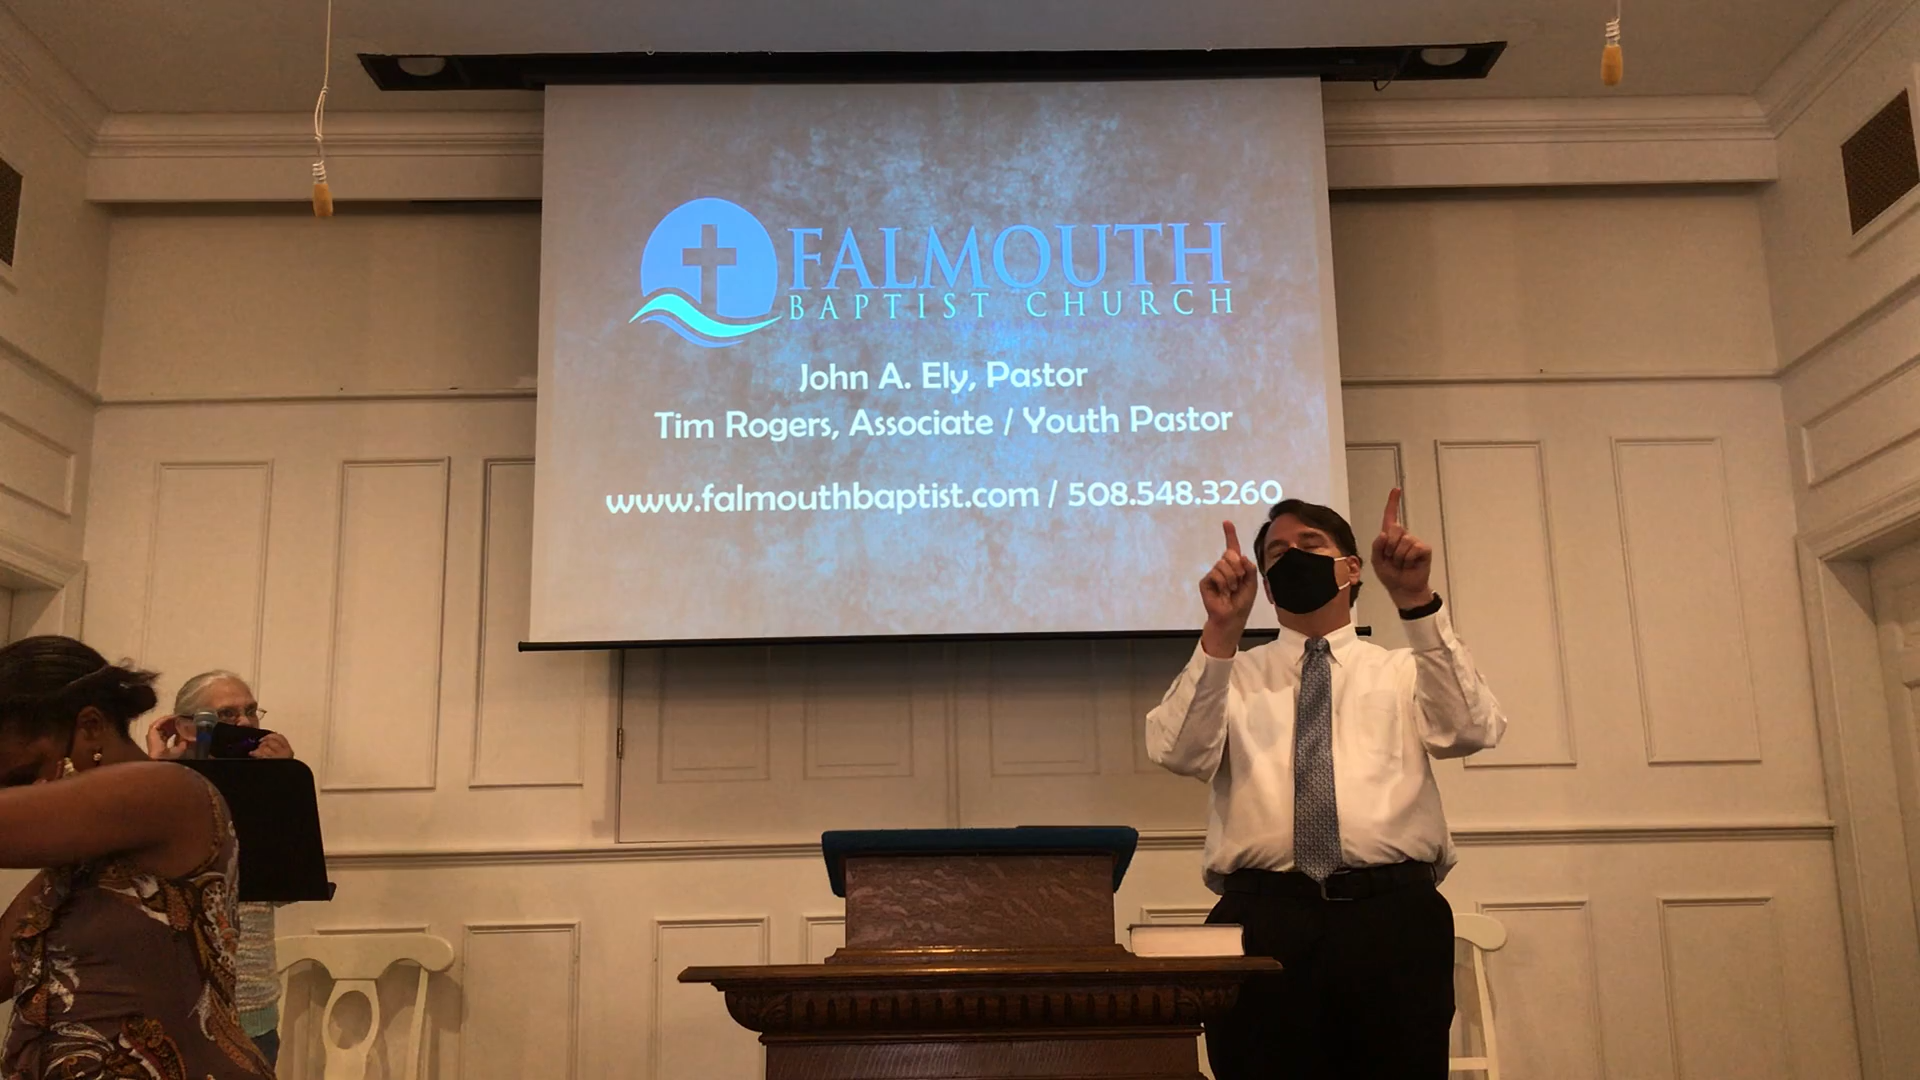 FALMOUTH
BAPTIST CHURCH
John A. Ely, Pastor
Tim Rogers, Associate / Youth Pastor
www.falmouthbaptist.com / 508.548.3260